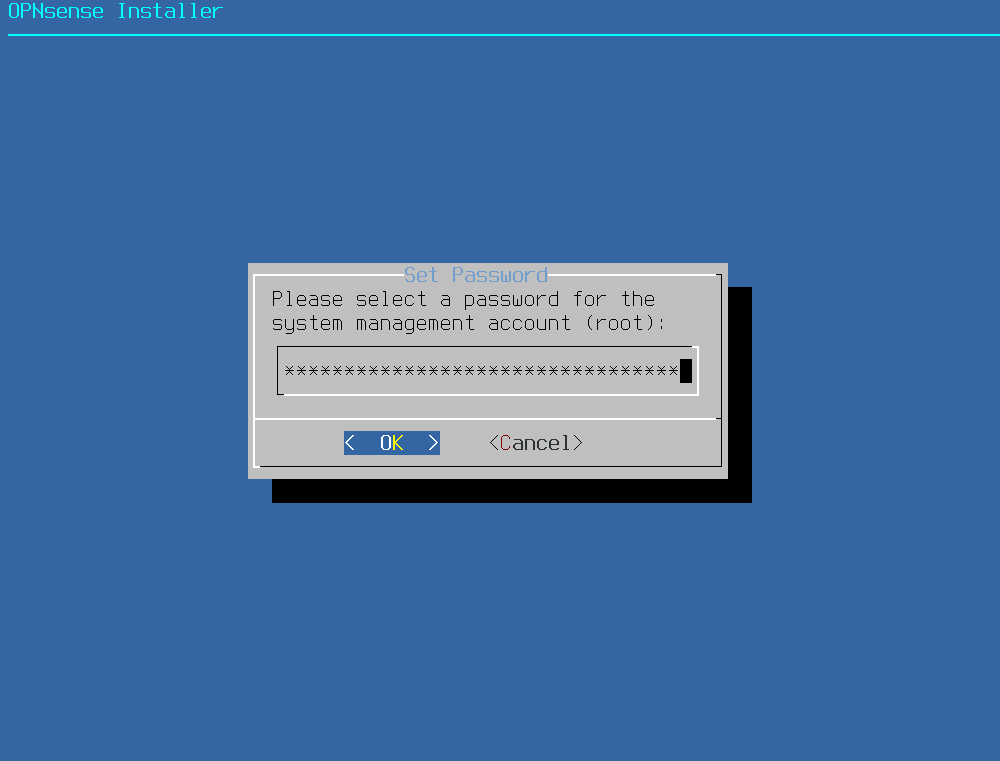 OPNsense Installer
Set Password
Please select a password for the
system management account (root):
*********************************
< OK > <Cancel>